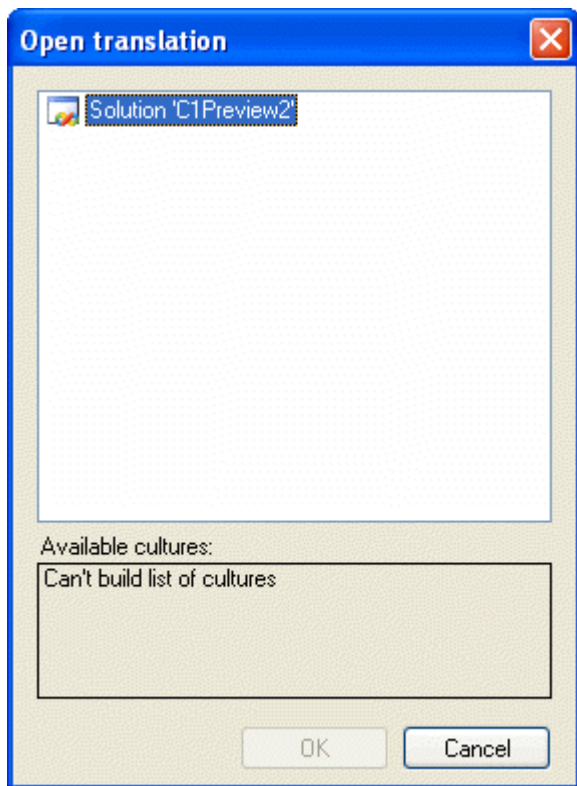 Open translation
Solution 'C1Preview2'
Available cultures:
Can't build list of cultures
OK
Cancel